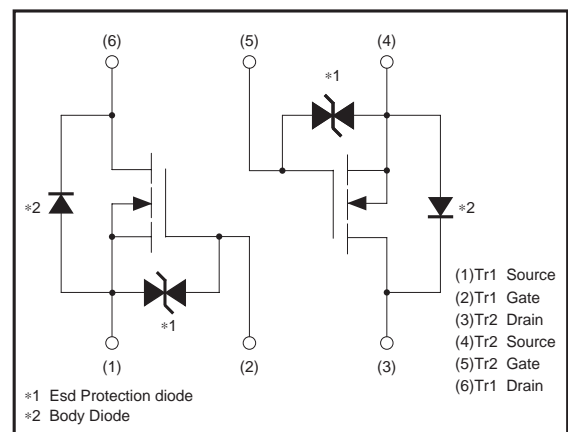 (6) (5) (4)
∗1
∗2
∗2
∗1
(1) (2) (3)
(1)Tr1 Source
(2)Tr1 Gate
(3)Tr2 Drain
(4)Tr2 Source
(5)Tr2 Gate
(6)Tr1 Drain
∗1 Esd Protection diode
∗2 Body Diode